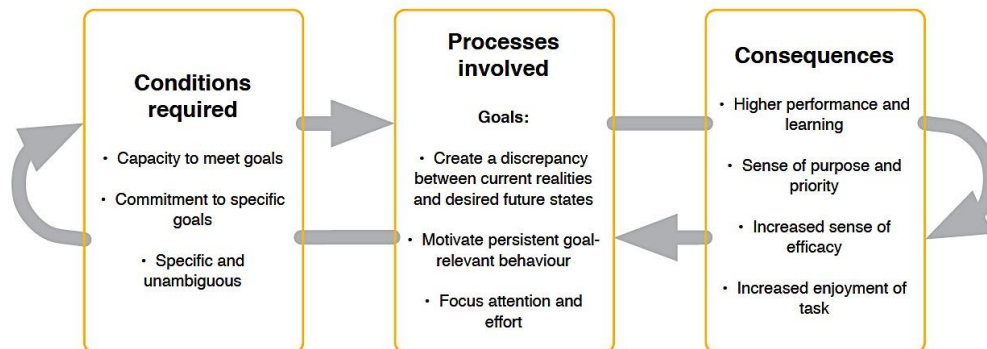 Conditions
required
• Capacity to meet goals
• Commitment to specific
goals
• Specific and
unambiguous
Processes
involved
Goals:
• Create a discrepancy
between current realities
and desired future states
• Motivate persistent goal-
relevant behaviour
• Focus attention and
effort
Consequences
• Higher performance and
learning
• Sense of purpose and
priority
• Increased sense of
efficacy
• Increased enjoyment of
task